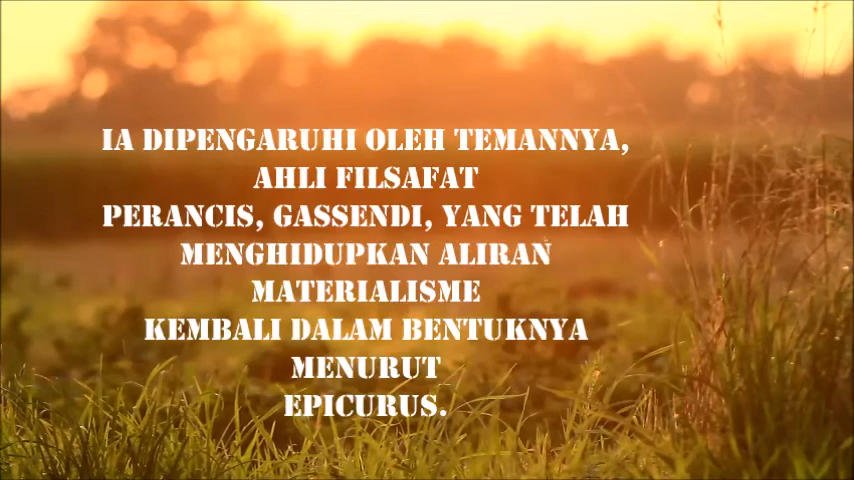 IA DIPENGARUHI OLEH TEMANNYA,
AHLI FILSAFAT
PERANCIS, GASSENDI, YANG TELAH
MENGHIDUPKAN ALIRAN
MATERIALISME
KEMBALI DALAM BENTUKNYA
MENURUT
EPICURUS.